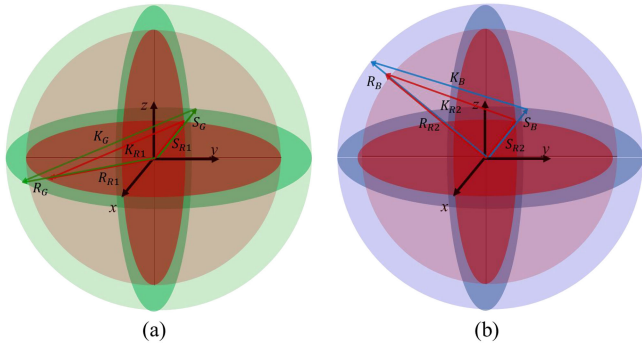 z
K_G
S_G
K_{R1}
S_{R1}
y
R_G
R_{R1}
x
(a)
R_B
K_B
z
K_{R2}
S_B
R_{R2}
S_{R2}
y
x
(b)